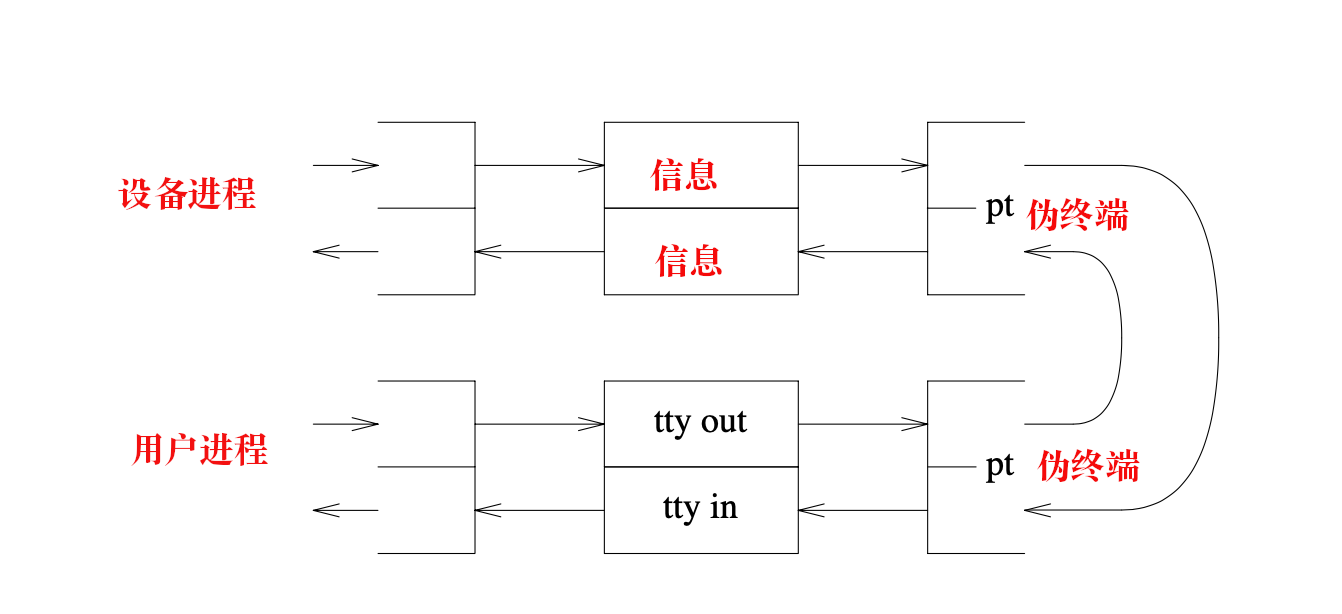 设备进程
信息
信息
pt 伪终端
用户进程
tty out
tty in
pt 伪终端